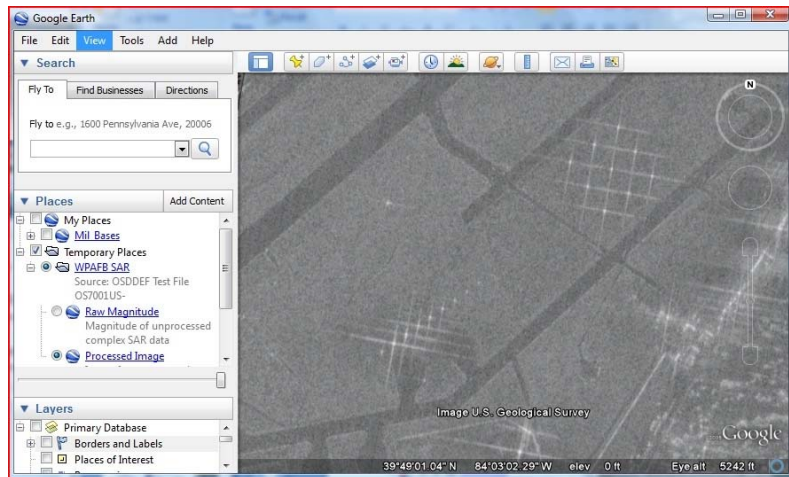 Google Earth
File Edit View Tools Add Help
Search
Fly To Find Businesses Directions
Fly to e.g., 1600 Pennsylvania Ave, 20006
Places Add Content
My Places
Mil Bases
Temporary Places
WPAFB SAR
Source: OSDDEF Test File
OS7001US-
Raw Magnitude
Magnitude of unprocessed
complex SAR data
Processed Image
Layers
Primary Database
Borders and Labels
Places of Interest
N
Image U.S. Geological Survey
Google
39°49'01.04" N 84°03'02.29" W elev 0 ft Eye alt 5242 ft